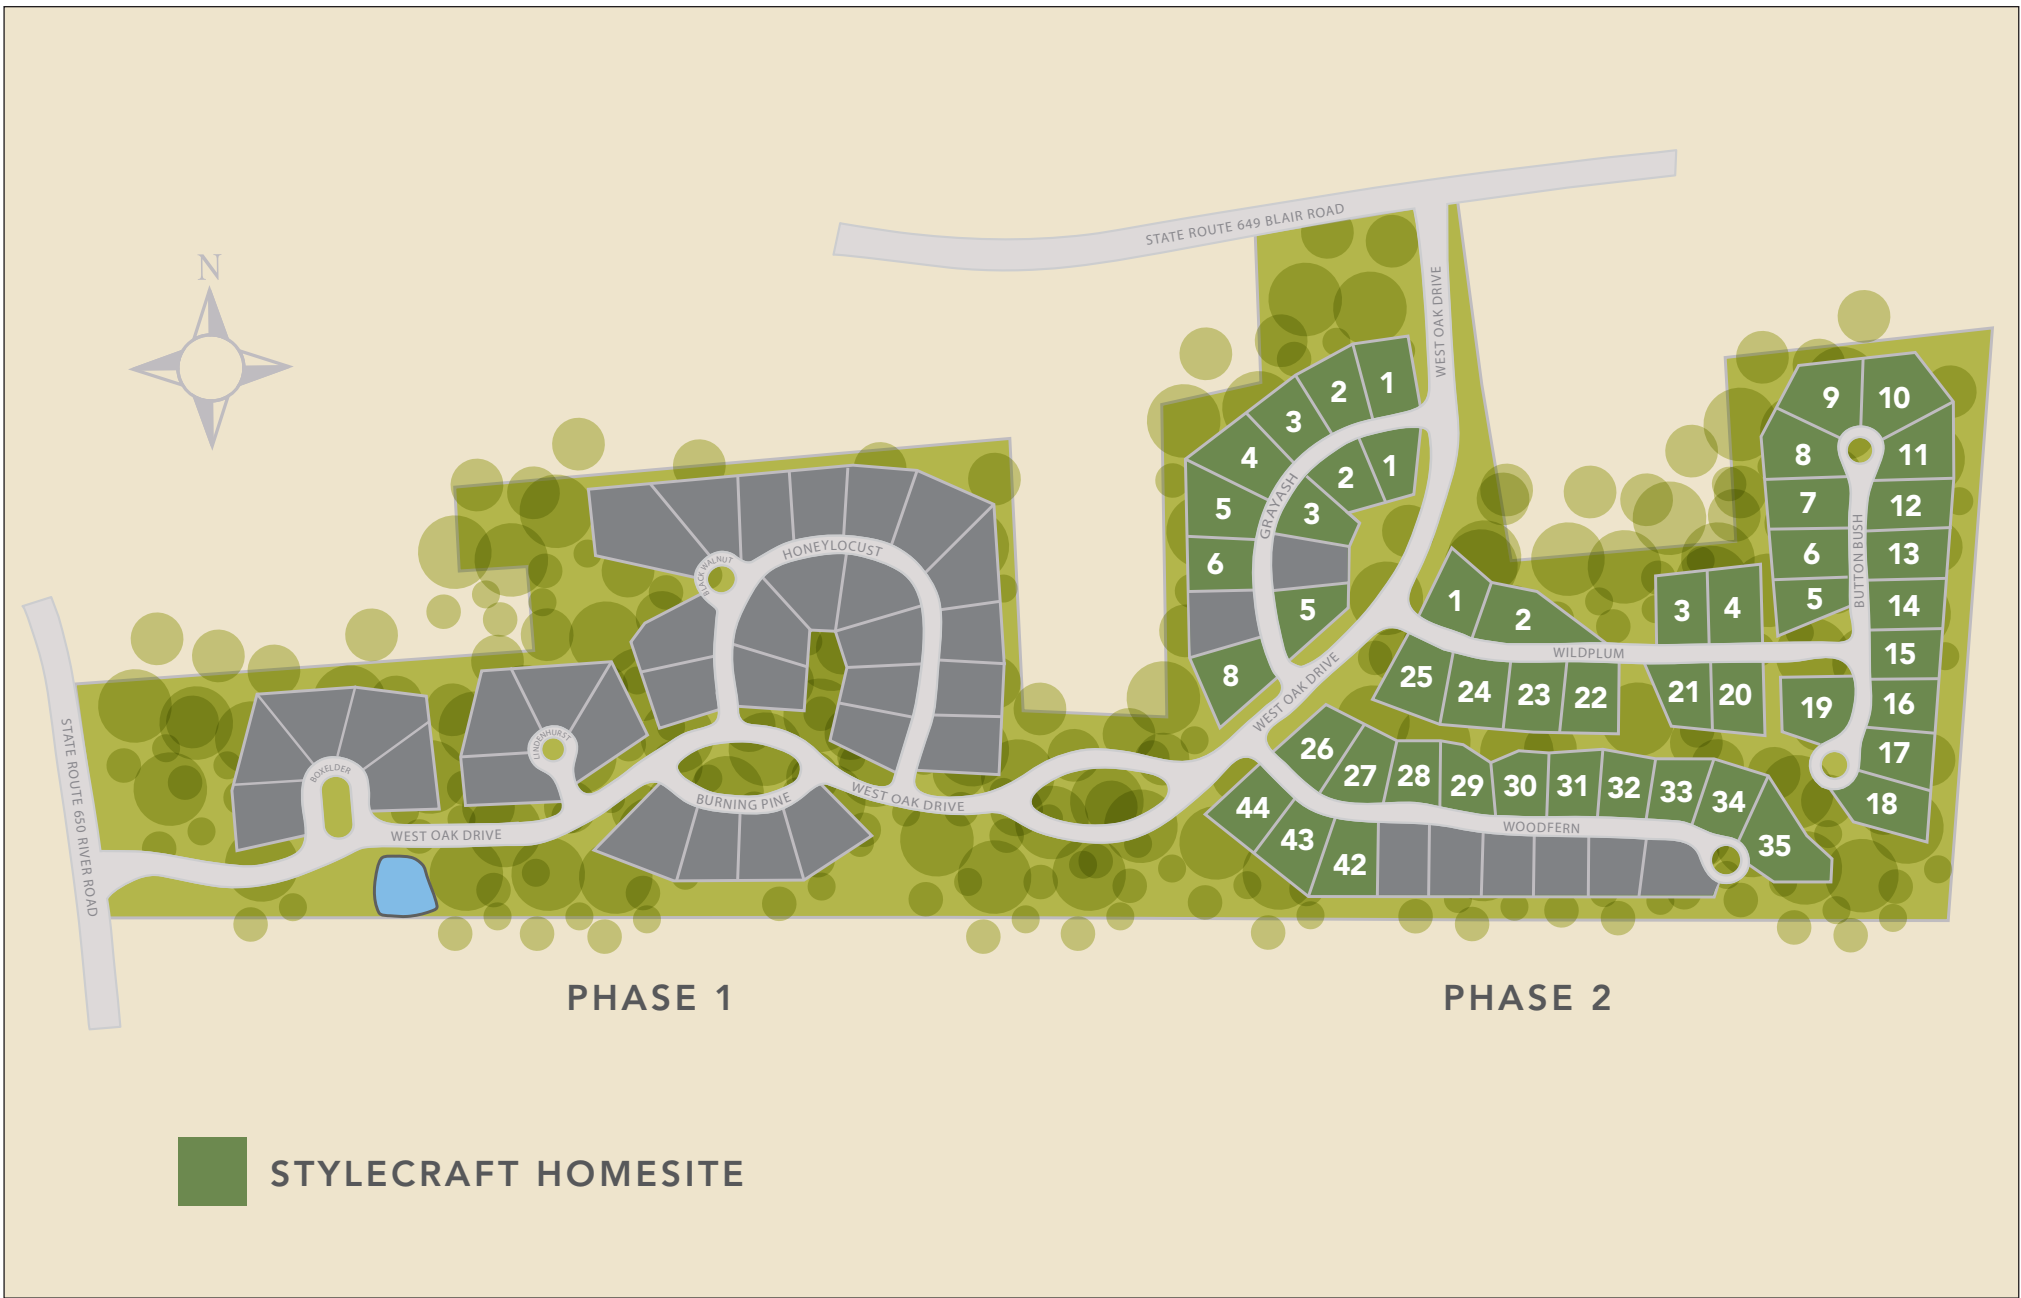 N
STATE ROUTE 649 BLAIR ROAD
WEST OAK DRIVE
1
2
3
4
5
6
8
GRAYASH
1
2
3
5
9
10
8
11
7
12
6
13
5
14
15
16
17
18
19
BUTTON BUSH
1
2
3
4
WILDPLUM
25
24
23
22
21
20
WEST OAK DRIVE
26
27
28
29
30
31
32
33
34
35
WOODFERN
44
43
42
HONEYLOCUST
BLACK WALNUT
LINDENHURST
BOXELDER
BURNING PINE
WEST OAK DRIVE
WEST OAK DRIVE
STATE ROUTE 650 RIVER ROAD
PHASE 1
PHASE 2
STYLECRAFT HOMESITE